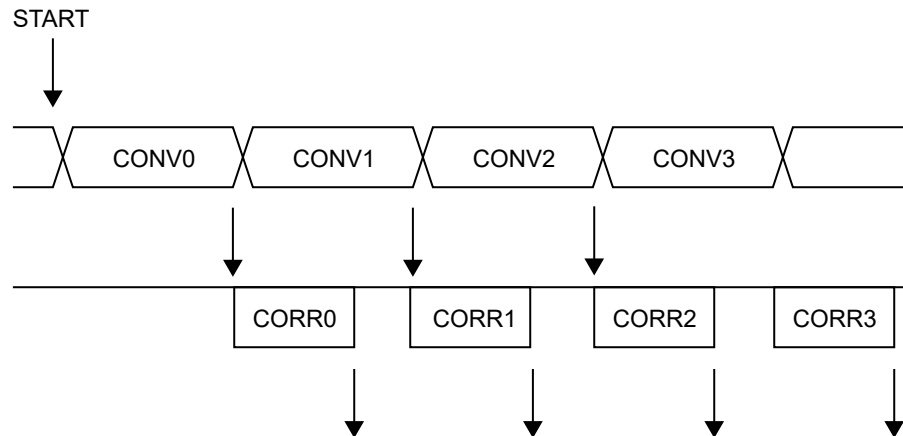 START
CONV0 CONV1 CONV2 CONV3
CORR0 CORR1 CORR2 CORR3